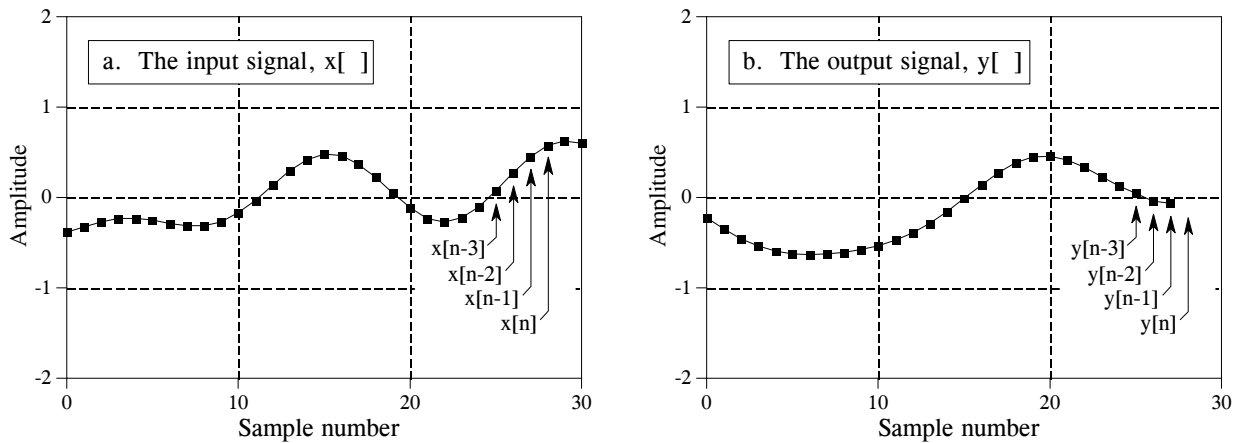 2
1
0
-1
-2
Amplitude
a. The input signal, x[ ]
x[n-3]
x[n-2]
x[n-1]
x[n]
0
10
20
30
Sample number
2
1
0
-1
-2
Amplitude
b. The output signal, y[ ]
y[n-3]
y[n-2]
y[n-1]
y[n]
0
10
20
30
Sample number